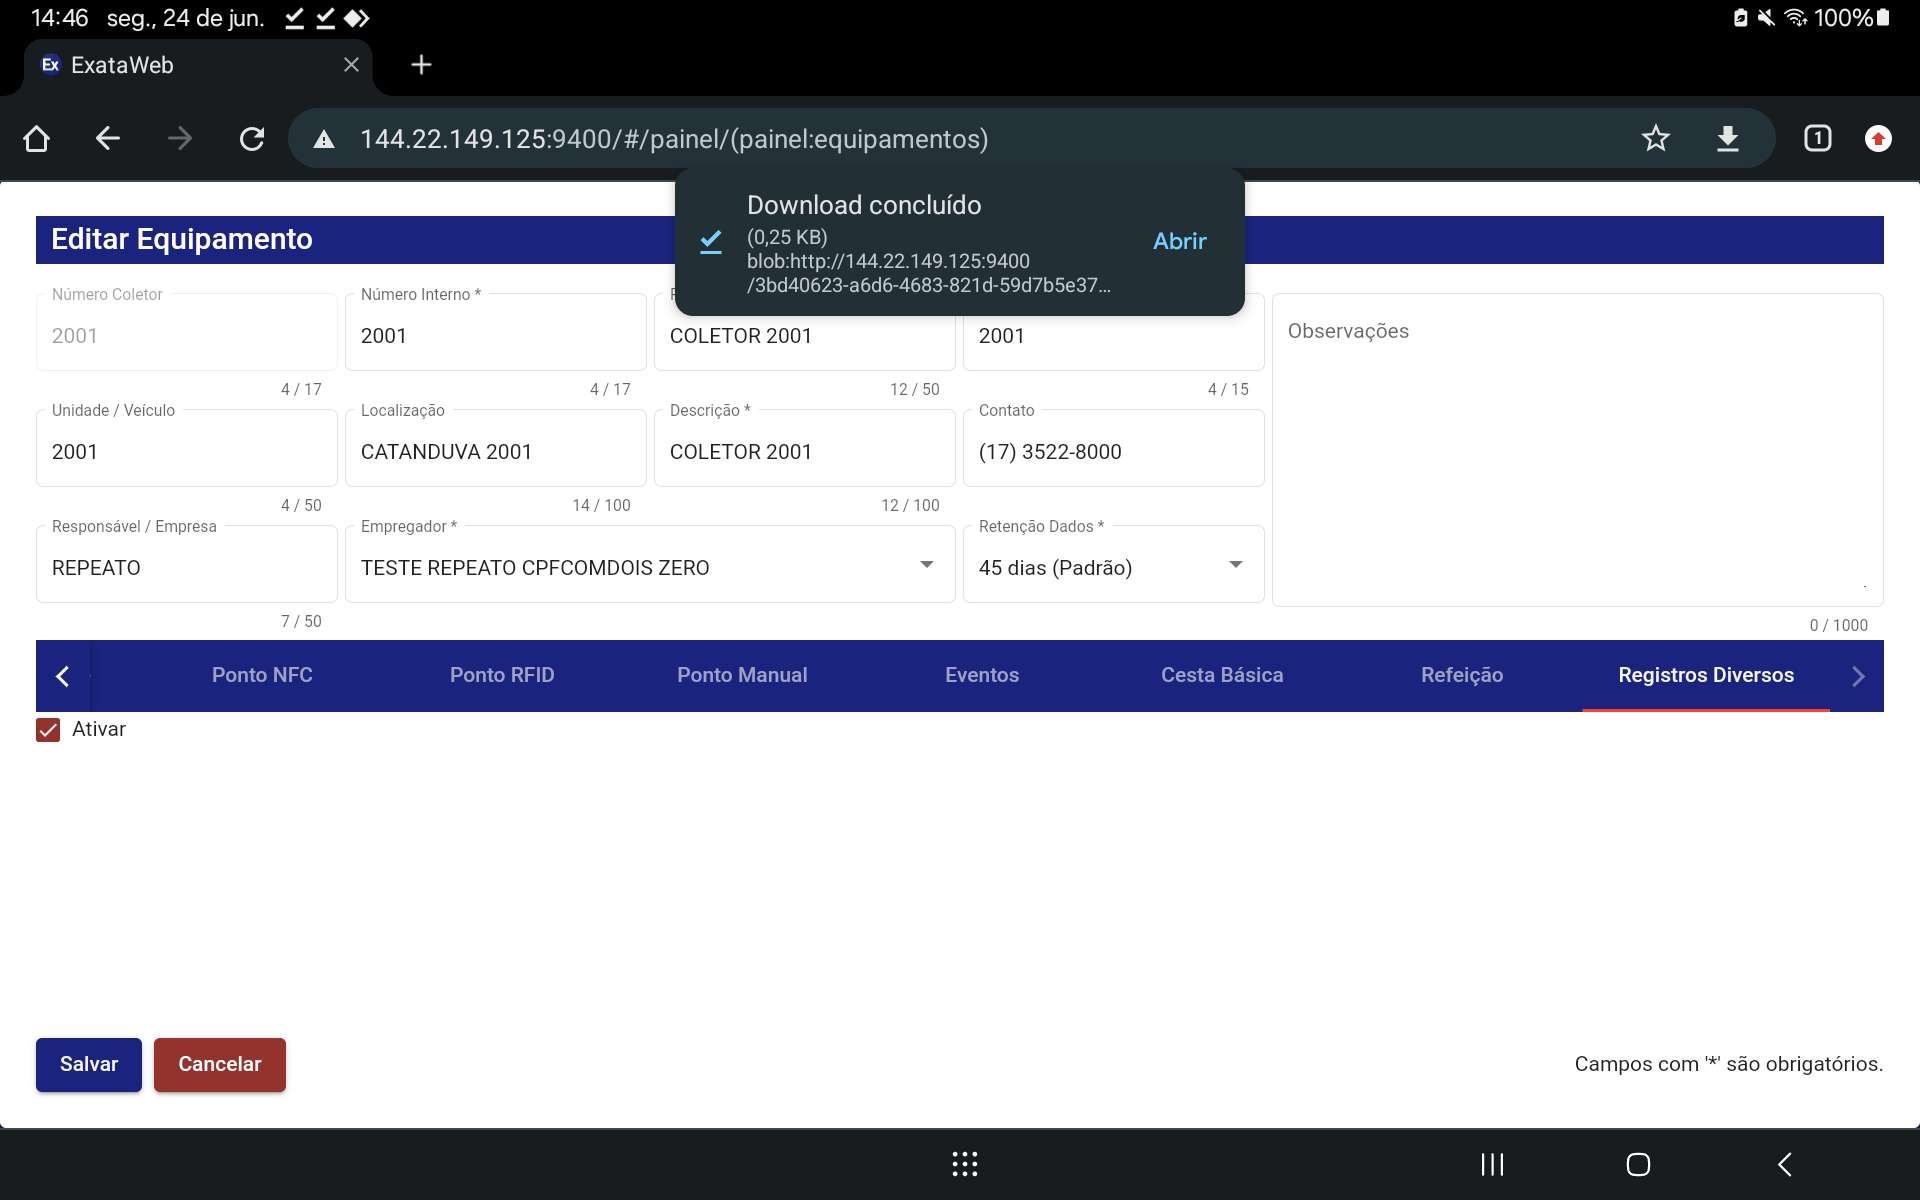 14:46 seg., 24 de jun.
100%
Ex ExataWeb
144.22.149.125:9400/#/painel/(painel:equipamentos)
1
Download concluído
(0,25 KB)
blob:http://144.22.149.125:9400
/3bd40623-a6d6-4683-821d-59d7b5e37...
Abrir
Editar Equipamento
Número Coletor
2001
4 / 17
Número Interno *
2001
4 / 17
COLETOR 2001
12 / 50
2001
4 / 15
Observações
0 / 1000
Unidade / Veículo
2001
4 / 50
Localização
CATANDUVA 2001
14 / 100
Descrição *
COLETOR 2001
12 / 100
Contato
(17) 3522-8000
Responsável / Empresa
REPEATO
7 / 50
Empregador *
TESTE REPEATO CPFCOMDOIS ZERO
Retenção Dados *
45 dias (Padrão)
Ponto NFC
Ponto RFID
Ponto Manual
Eventos
Cesta Básica
Refeição
Registros Diversos
Ativar
Salvar
Cancelar
Campos com '*' são obrigatórios.